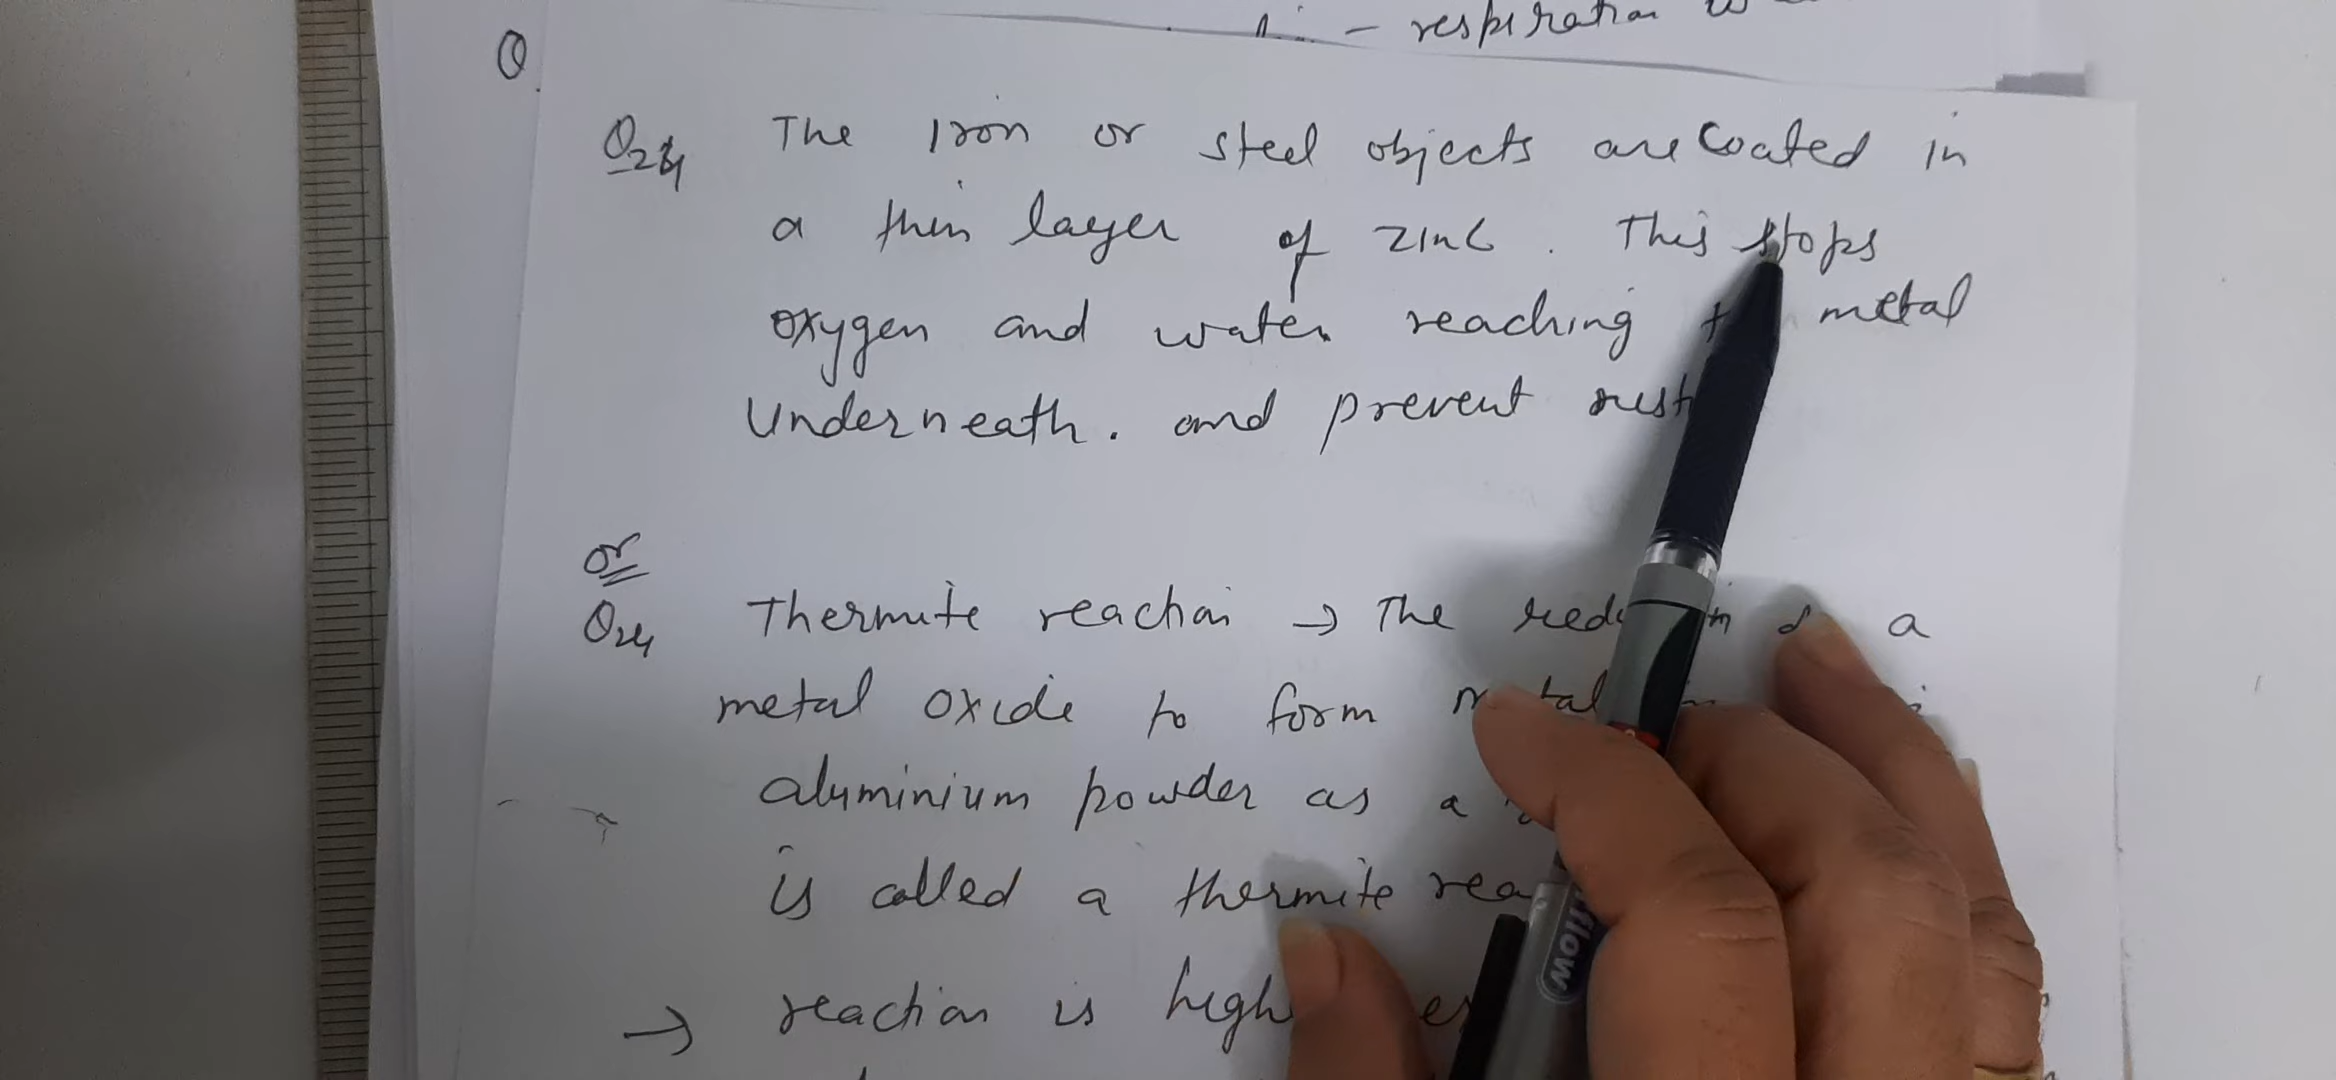 - respiration
Q
Q24 The Iron or steel objects are coated in
a thin layer of zinc. This stops
oxygen and water reaching metal
Underneath. and prevent
or
Q24 Thermite reaction → The a
metal oxide to form
aluminium powder as a
is called a thermite
→ reaction is
flow